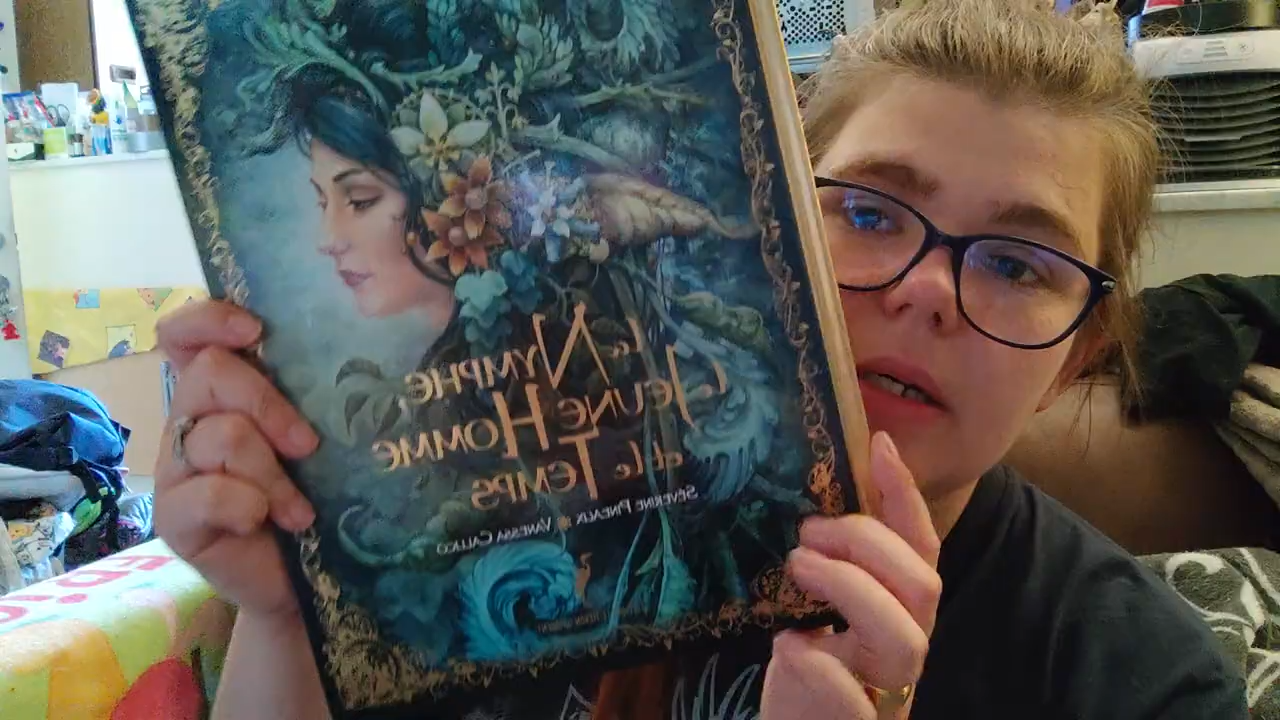 La Nymphe,
le Jeune Homme
et le Temps
Séverine Pineaux Vanessa Callico